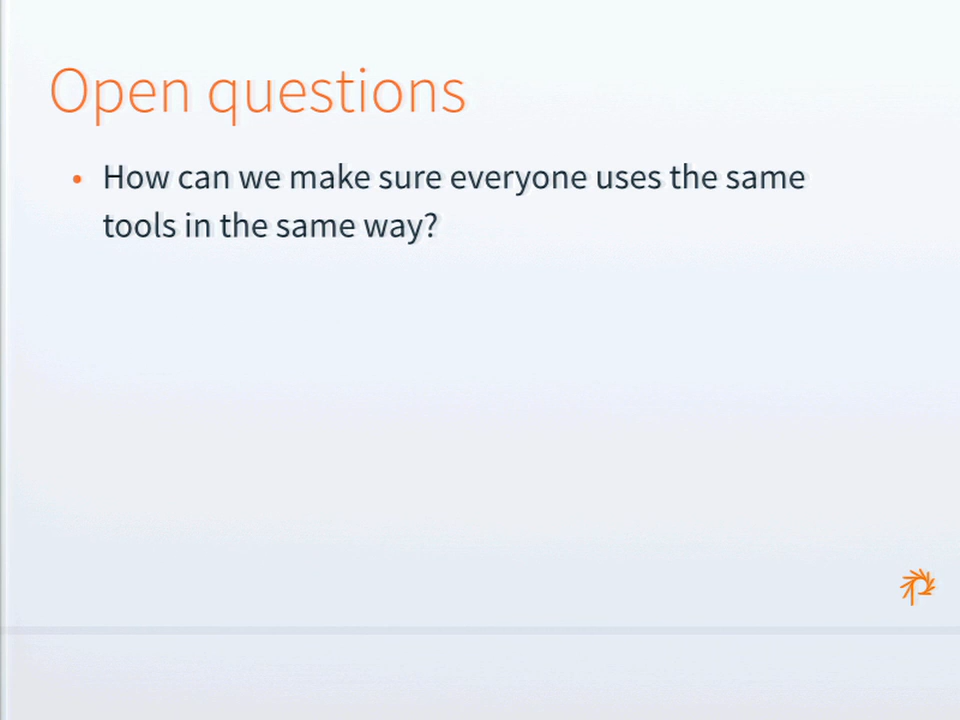 Open questions
• How can we make sure everyone uses the same
tools in the same way?